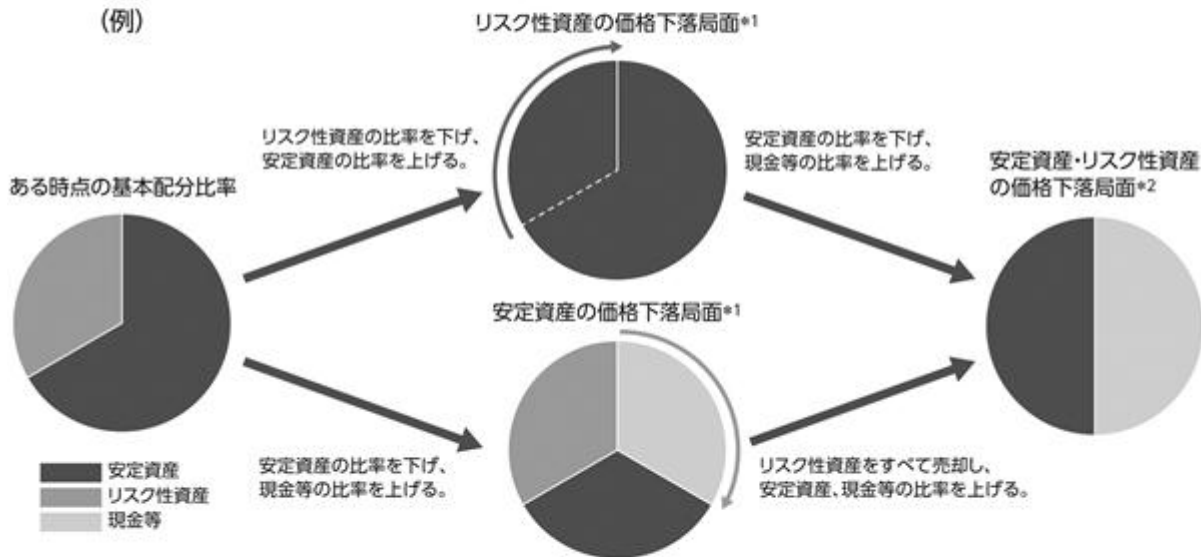 (例)
リスク性資産の価格下落局面*1
リスク性資産の比率を下げ、
安定資産の比率を上げる。
安定資産の比率を下げ、
現金等の比率を上げる。
安定資産・リスク性資産
の価格下落局面*2
ある時点の基本配分比率
安定資産の価格下落局面*1
安定資産の比率を下げ、
現金等の比率を上げる。
リスク性資産をすべて売却し、
安定資産、現金等の比率を上げる。
安定資産
リスク性資産
現金等